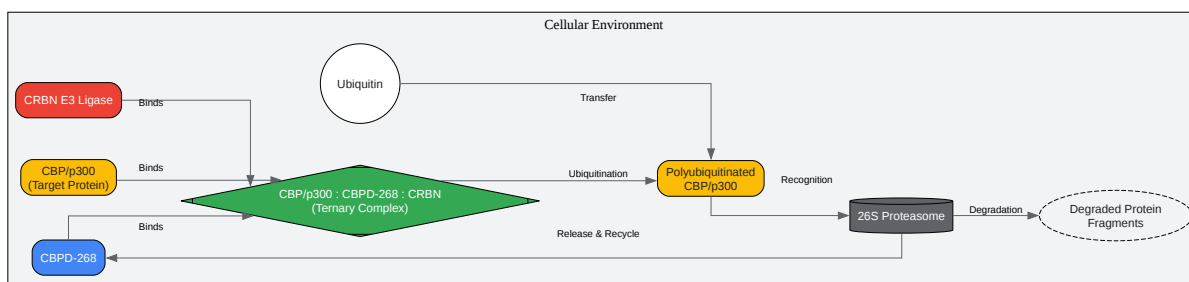 Cellular Environment
Ubiquitin
CRBN E3 Ligase
Binds
Transfer
CBP/p300
(Target Protein)
Binds
CBP/p300 : CBPD-268 : CRBN
(Ternary Complex)
Ubiquitination
Polyubiquitinated
CBP/p300
Recognition
Binds
26S Proteasome
Degradation
Degraded Protein
Fragments
Release & Recycle
CBPD-268